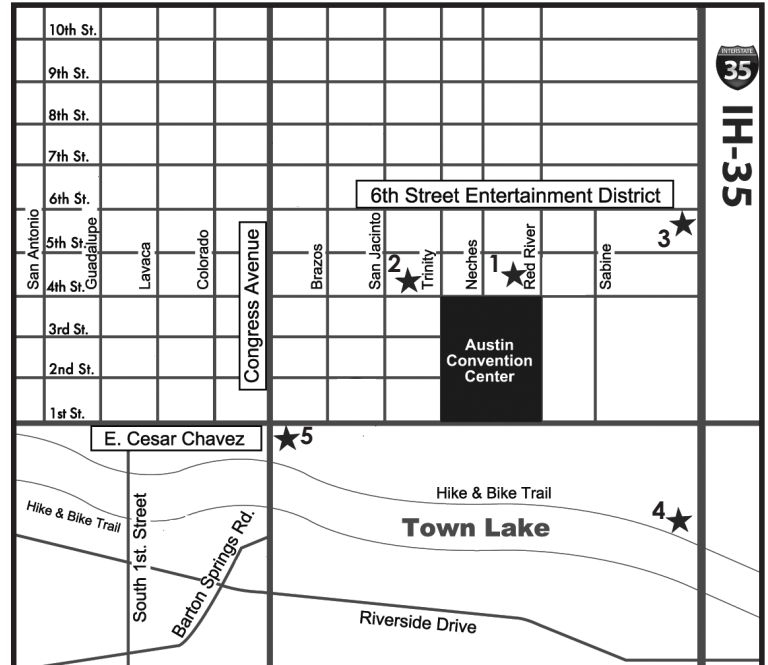 10th St.
9th St.
8th St.
7th St.
6th St.
5th St.
4th St.
3rd St.
2nd St.
1st St.
INTERSTATE
35
IH-35
6th Street Entertainment District
San Antonio
Guadalupe
Lavaca
Colorado
Congress Avenue
Brazos
San Jacinto
Trinity
Neches
Red River
Sabine
3
2
1
Austin
Convention
Center
E. Cesar Chavez
5
Hike & Bike Trail
4
Town Lake
Hike & Bike Trail
South 1st. Street
Barton Springs Rd.
Riverside Drive